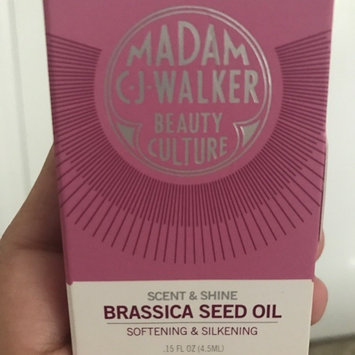 MADAM
C·J·WALKER
BEAUTY
CULTURE
SCENT & SHINE
BRASSICA SEED OIL
SOFTENING & SILKENING
.15 FL OZ (4.5ML)